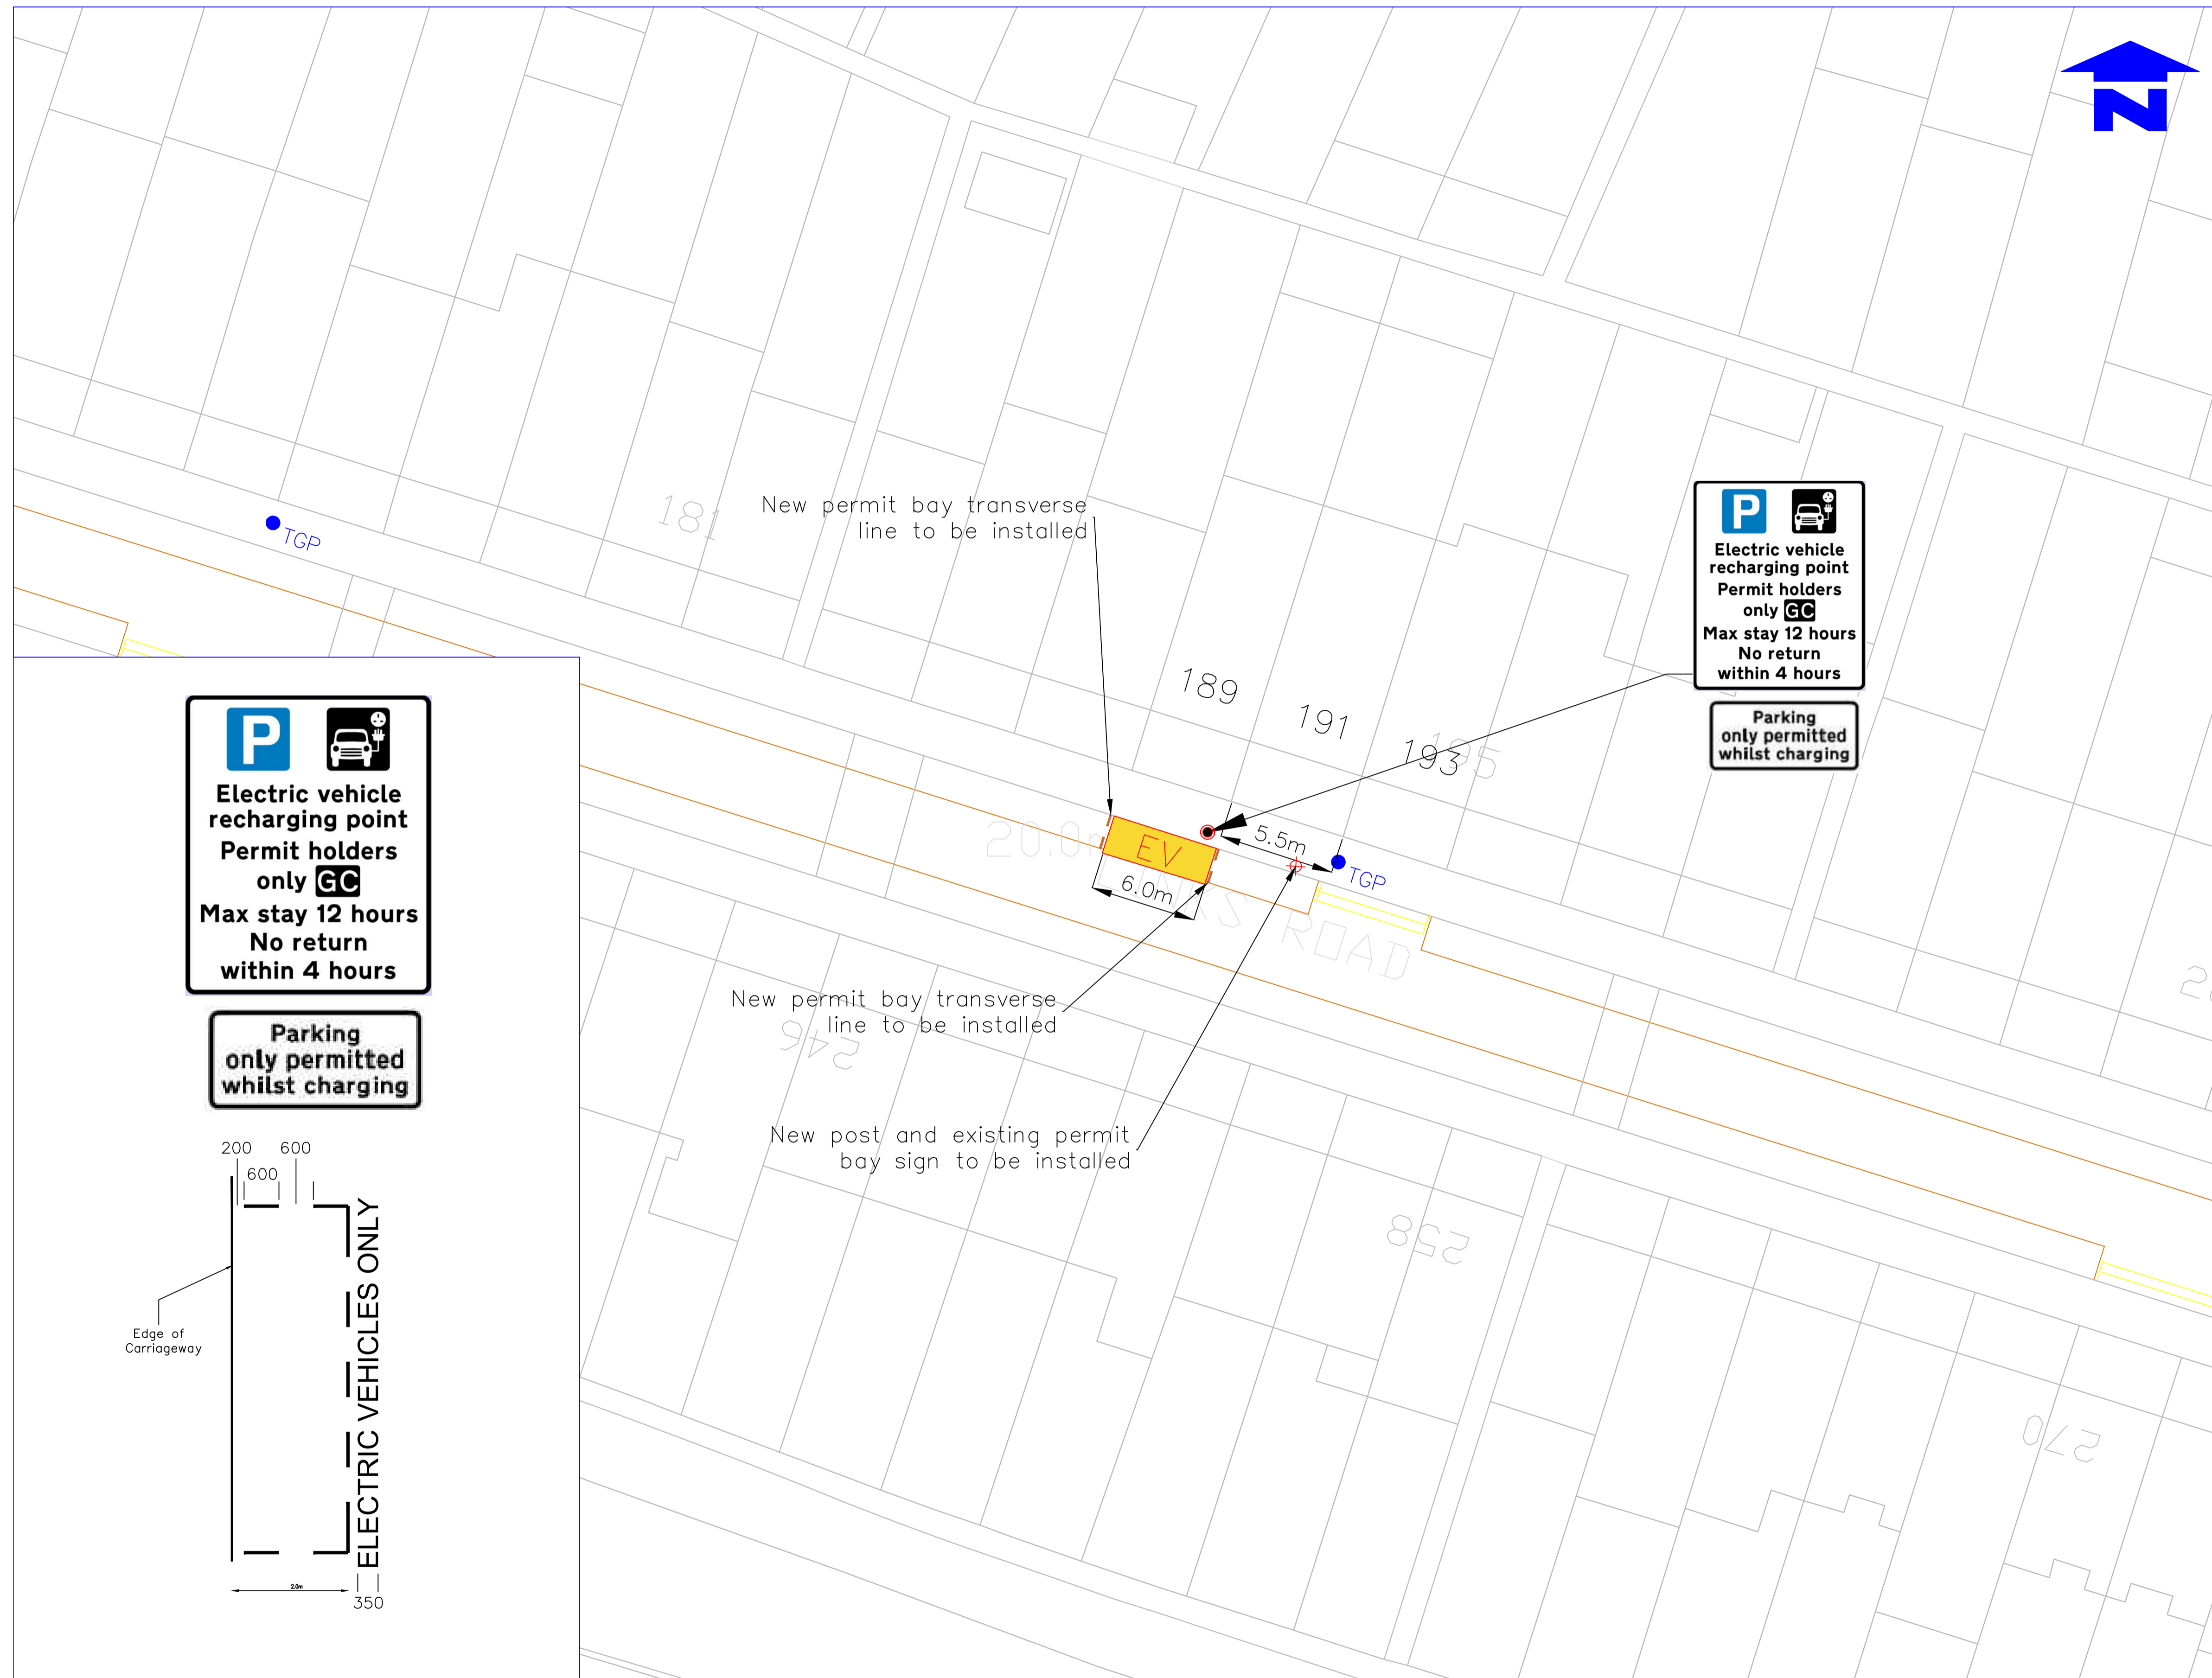 N
181
TGP
New permit bay transverse
line to be installed
P
Electric vehicle
recharging point
Permit holders
only GC
Max stay 12 hours
No return
within 4 hours
Parking
only permitted
whilst charging
189
191
193
195
20.0m
EV
5.5m
6.0m
TGP
ROAD
New permit bay transverse
line to be installed
546
New post and existing permit
bay sign to be installed
558
570
P
Electric vehicle
recharging point
Permit holders
only GC
Max stay 12 hours
No return
within 4 hours
Parking
only permitted
whilst charging
200 600
600
Edge of
Carriageway
ELECTRIC VEHICLES ONLY
2.0m
350